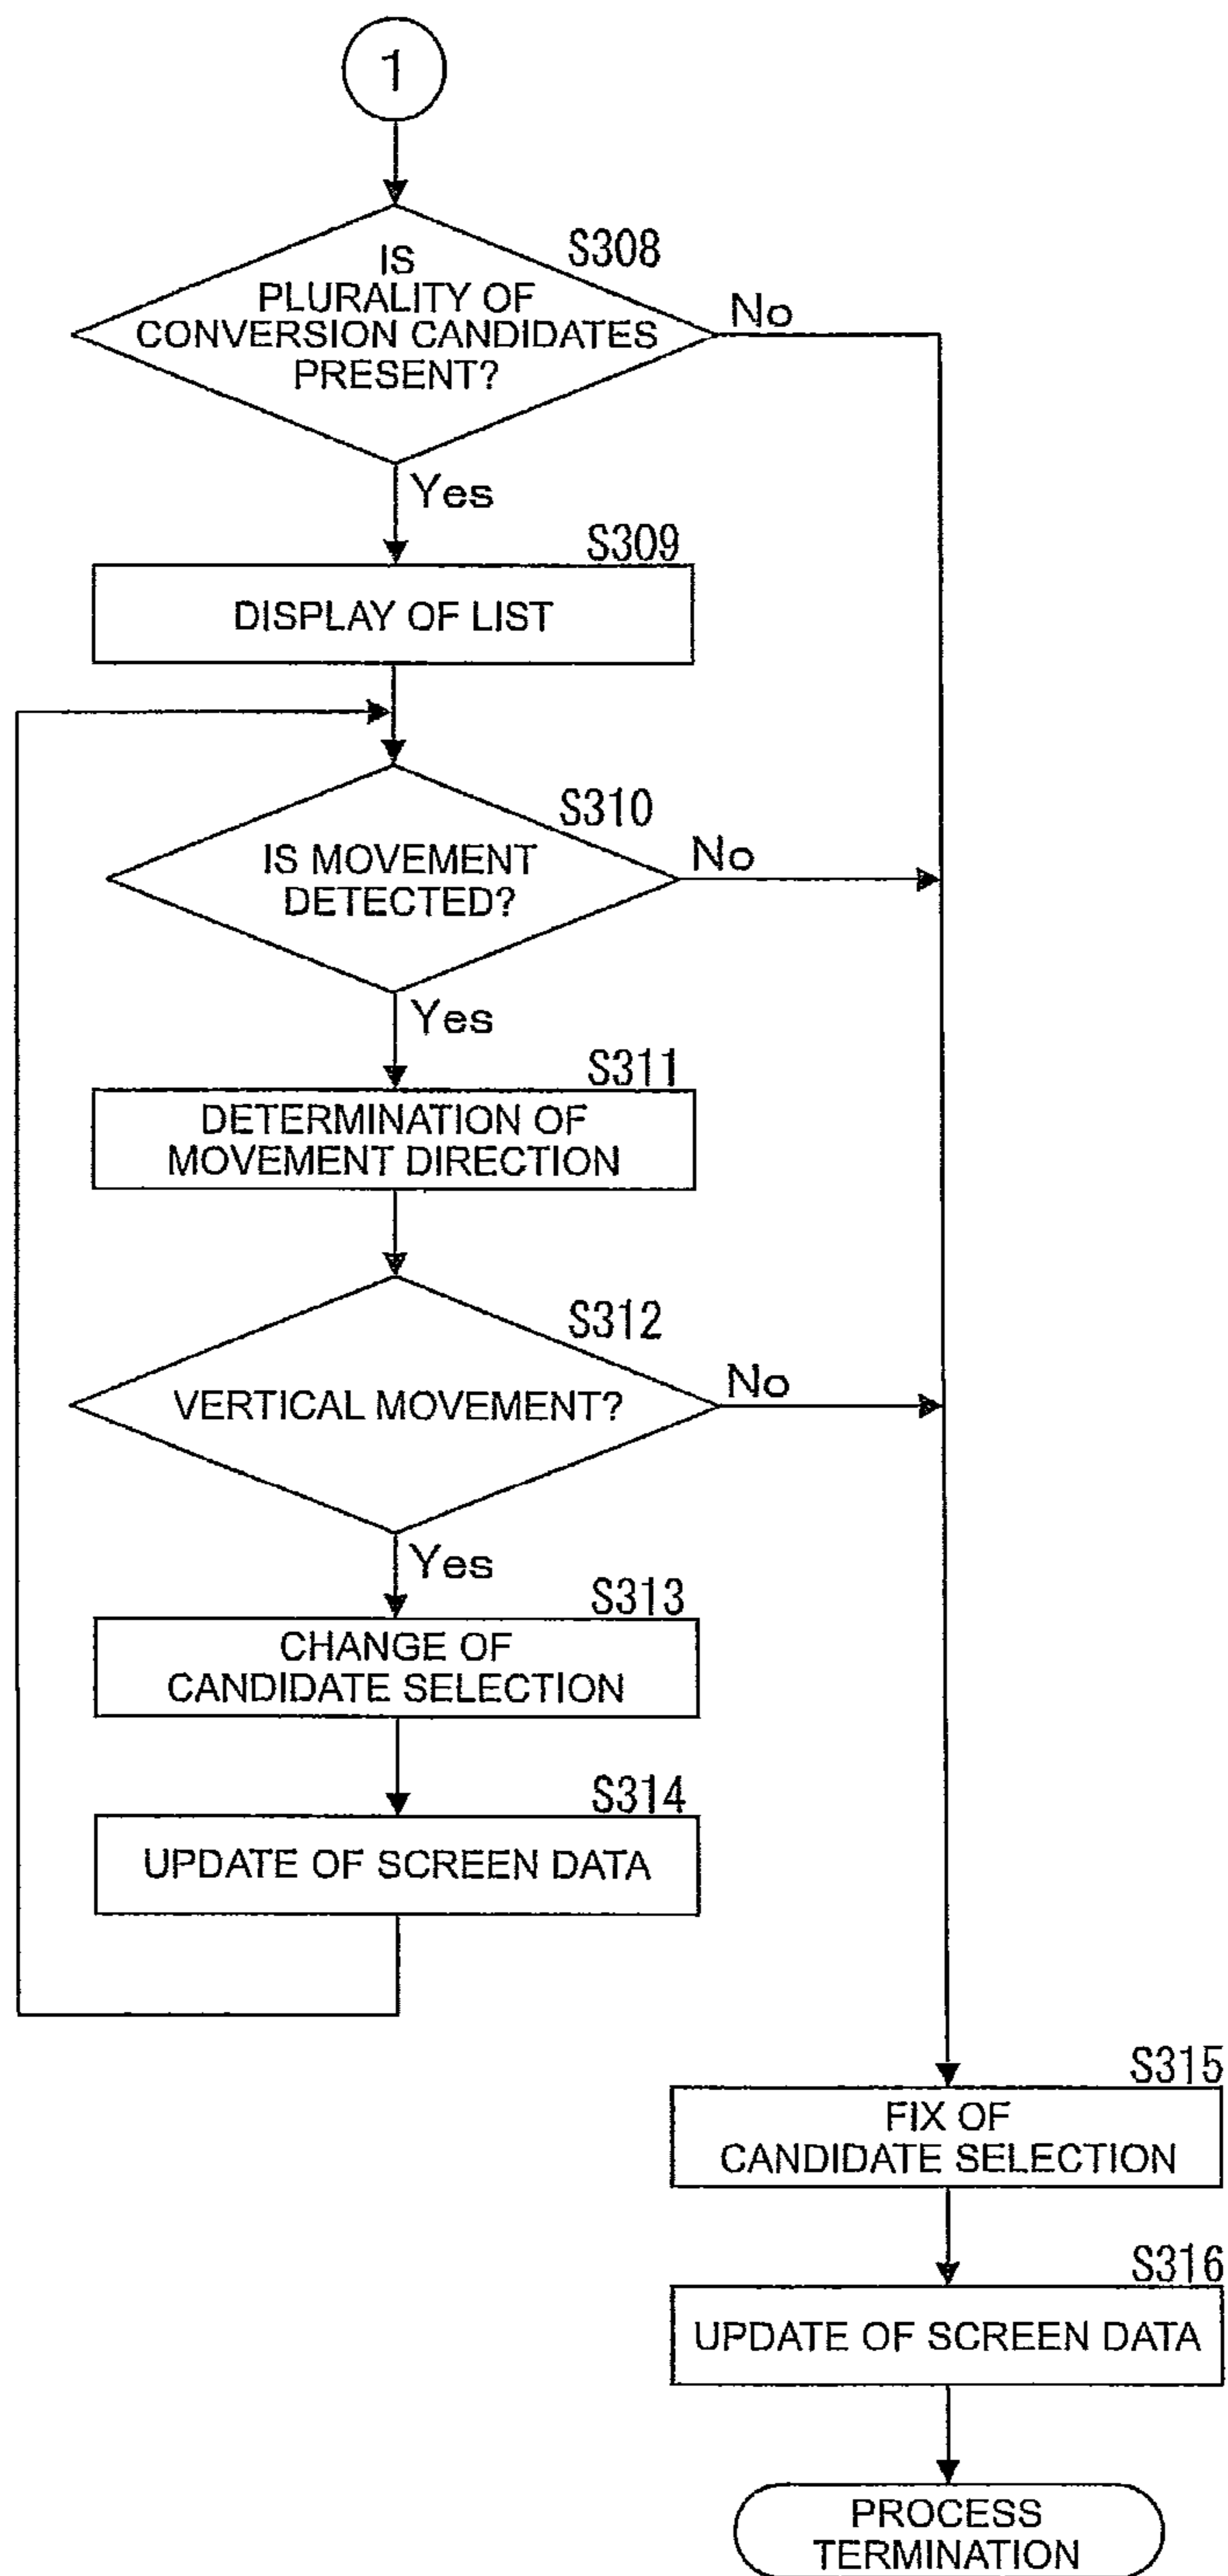 1
S308
IS
PLURALITY OF
CONVERSION CANDIDATES
PRESENT?
No
Yes
S309
DISPLAY OF LIST
S310
IS MOVEMENT
DETECTED?
No
Yes
S311
DETERMINATION OF
MOVEMENT DIRECTION
S312
VERTICAL MOVEMENT?
No
Yes
S313
CHANGE OF
CANDIDATE SELECTION
S314
UPDATE OF SCREEN DATA
S315
FIX OF
CANDIDATE SELECTION
S316
UPDATE OF SCREEN DATA
PROCESS
TERMINATION